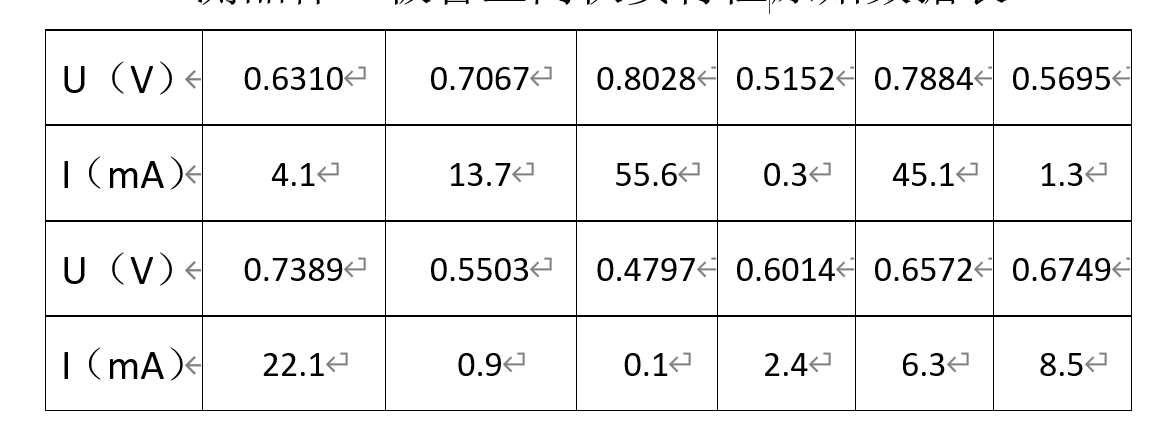 U（V） 0.6310 0.7067 0.8028 0.5152 0.7884 0.5695
I（mA） 4.1 13.7 55.6 0.3 45.1 1.3
U（V） 0.7389 0.5503 0.4797 0.6014 0.6572 0.6749
I（mA） 22.1 0.9 0.1 2.4 6.3 8.5